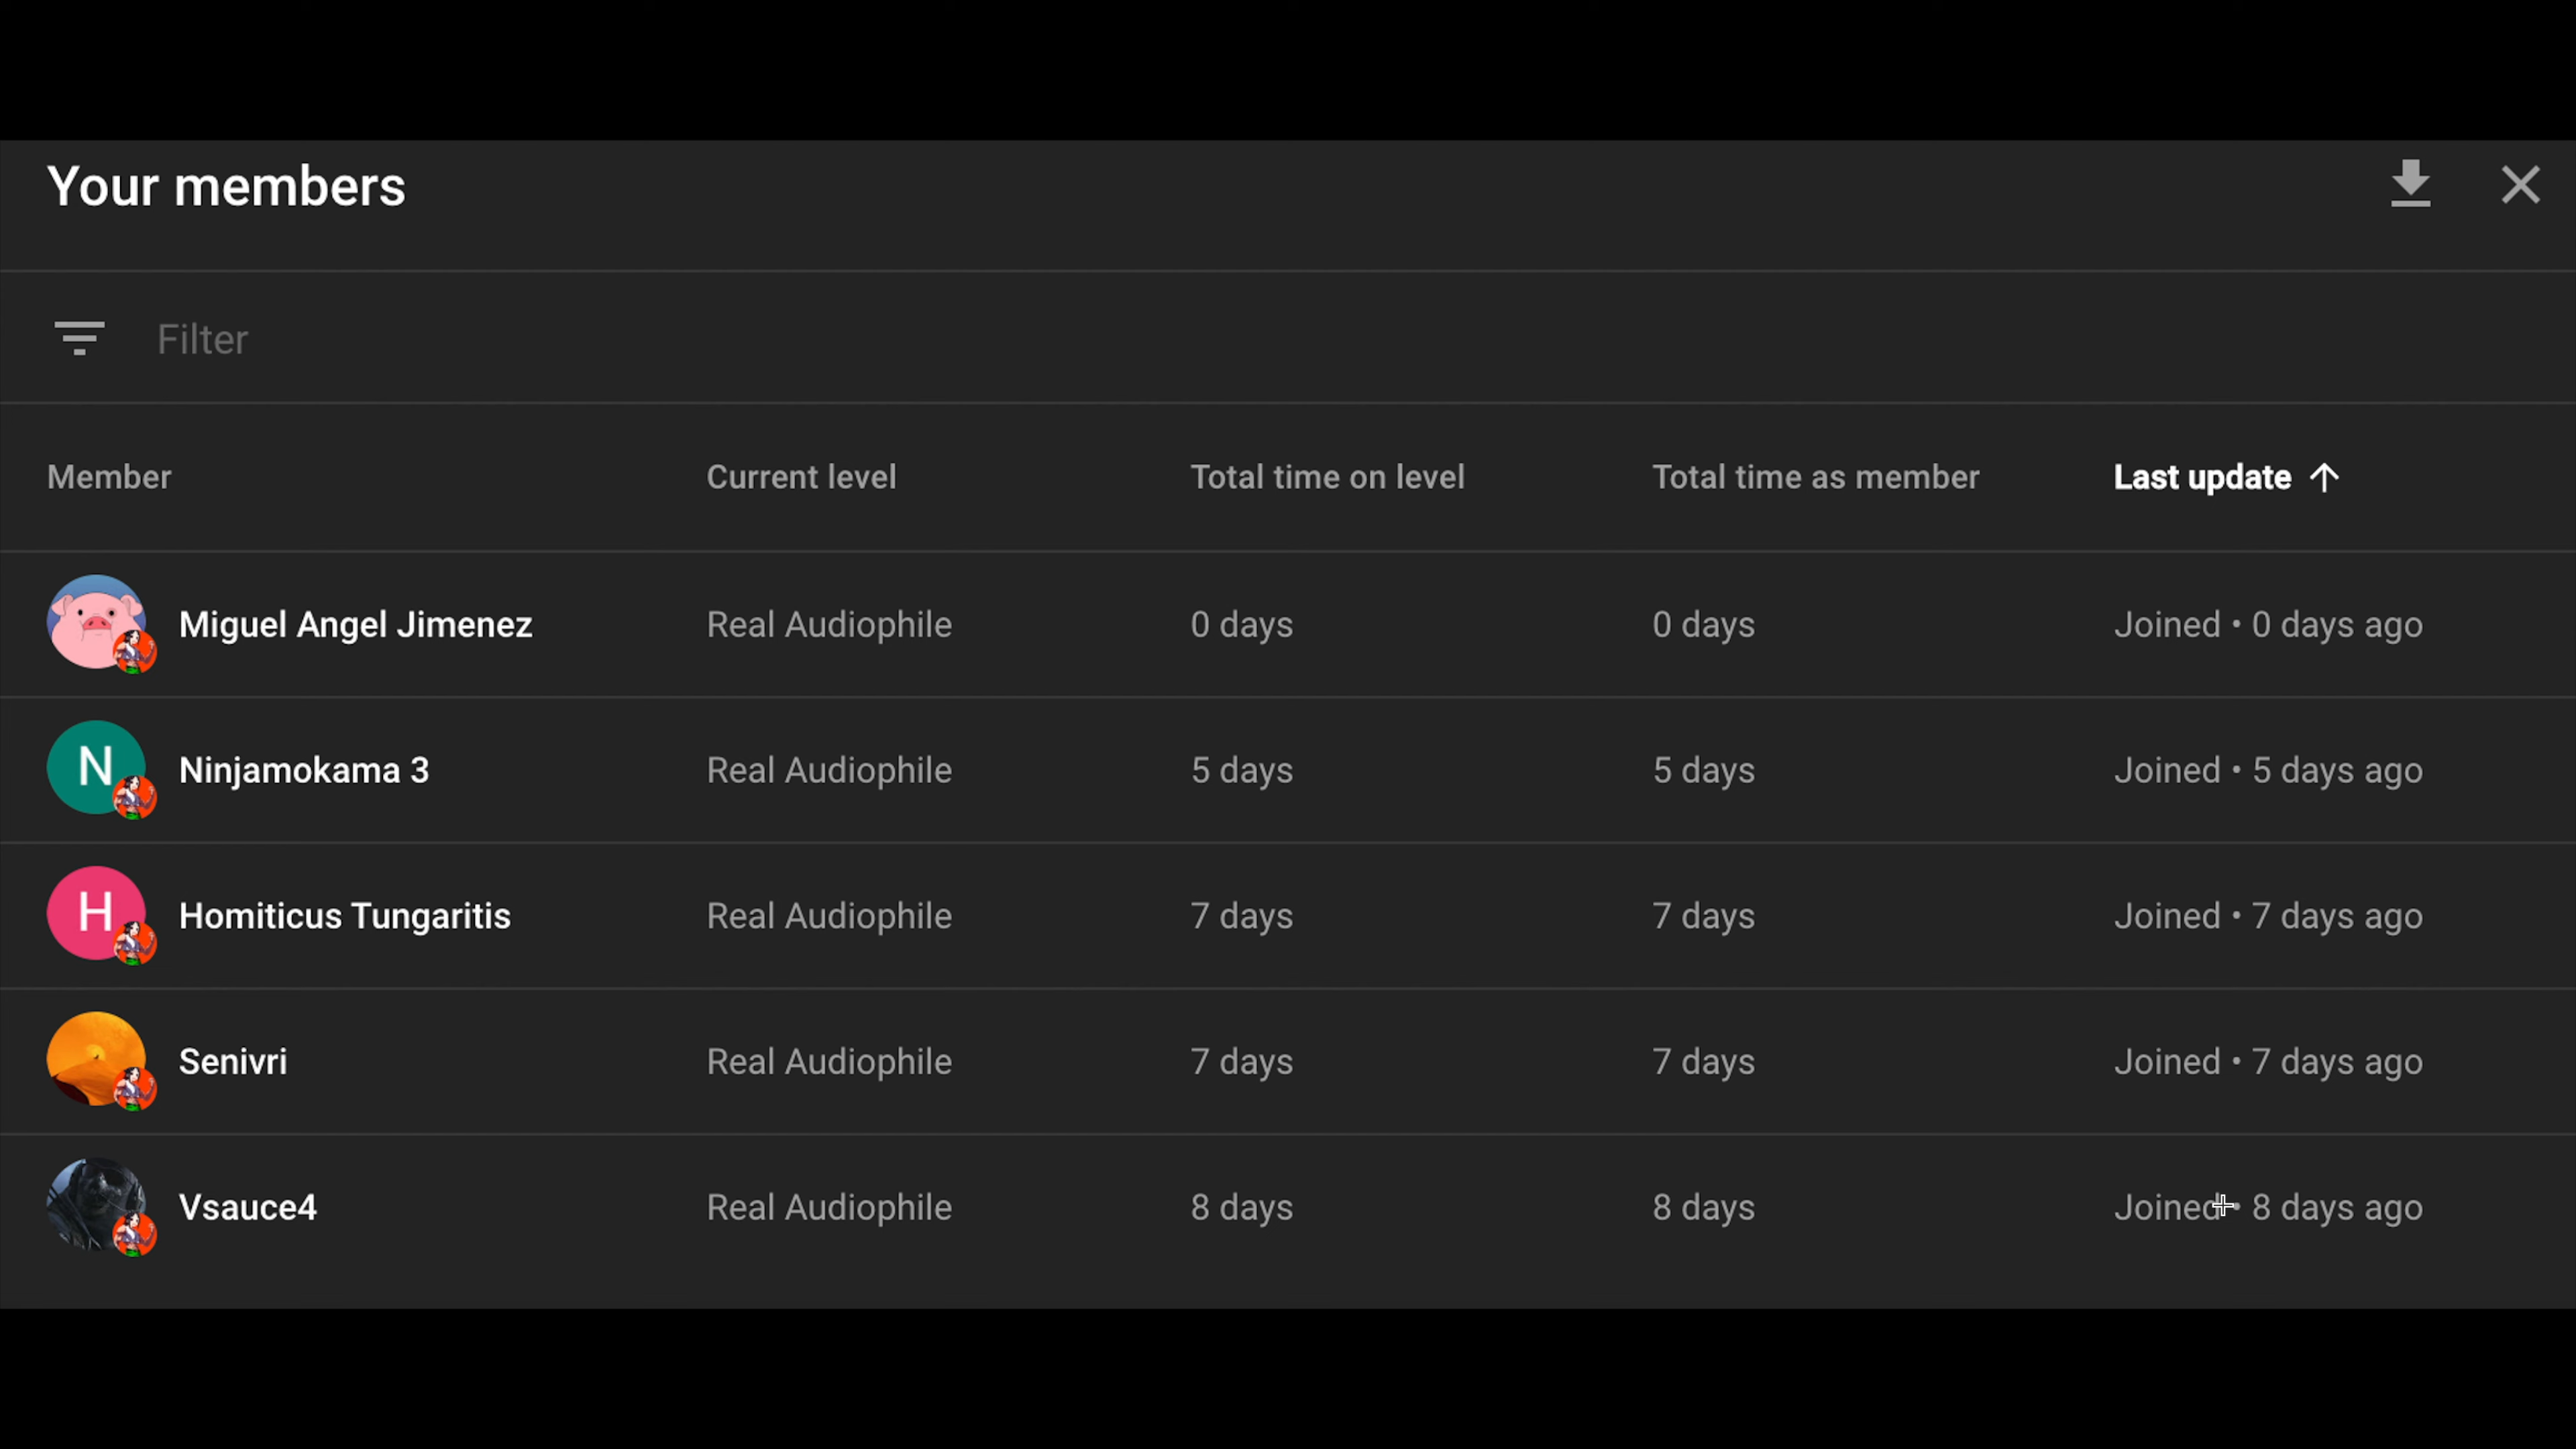 Your members
Filter
Member Current level Total time on level Total time as member Last update
Miguel Angel Jimenez Real Audiophile 0 days 0 days Joined • 0 days ago
N Ninjamokama 3 Real Audiophile 5 days 5 days Joined • 5 days ago
H Homiticus Tungaritis Real Audiophile 7 days 7 days Joined • 7 days ago
Senivri Real Audiophile 7 days 7 days Joined • 7 days ago
Vsauce4 Real Audiophile 8 days 8 days Joined • 8 days ago